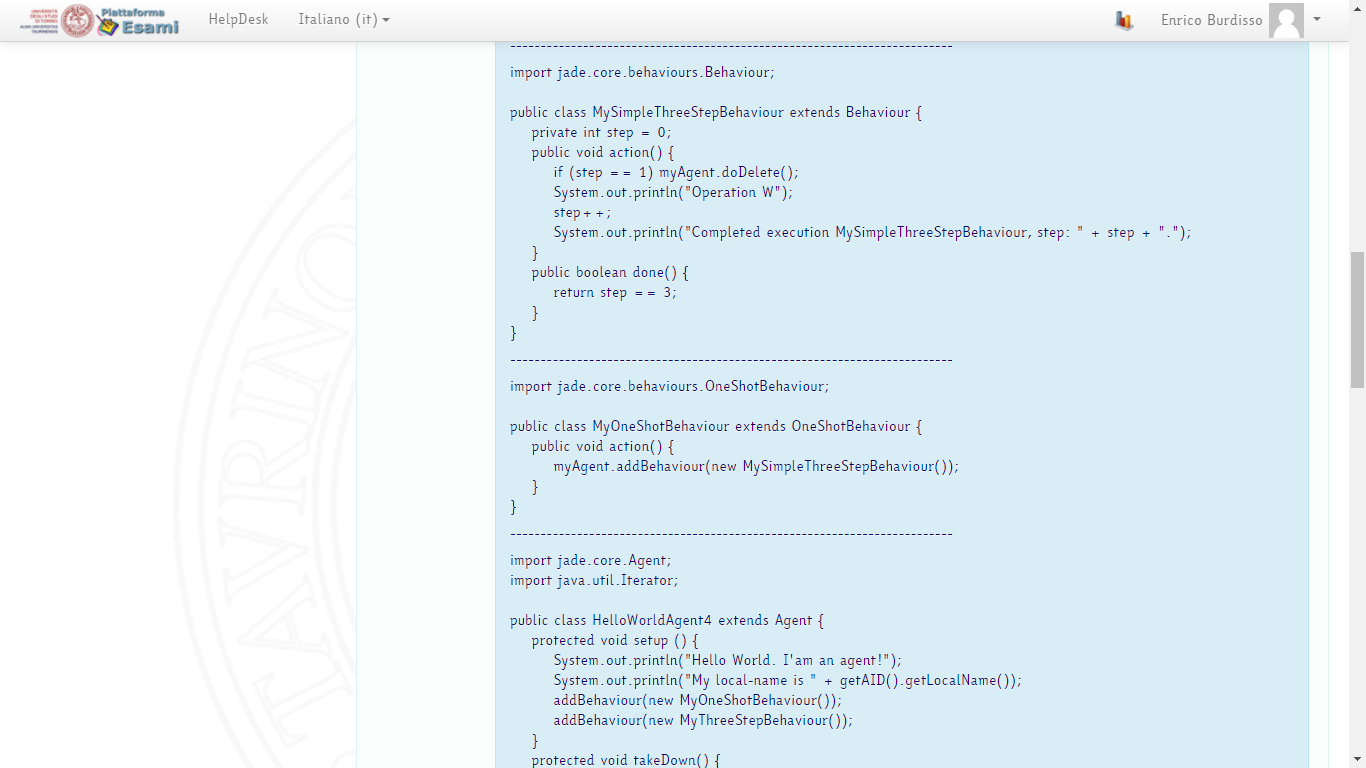 UNIVERSITÀ
DEGLI STUDI
DI TORINO
Piattaforma
Esami
HelpDesk
Italiano (it)
Enrico Burdisso
TAVRINO
--------------------------------------------------------------------------
import jade.core.behaviours.Behaviour;
public class MySimpleThreeStepBehaviour extends Behaviour {
private int step = 0;
public void action() {
if (step == 1) myAgent.doDelete();
System.out.println("Operation W");
step++;
System.out.println("Completed execution MySimpleThreeStepBehaviour, step: " + step + ".");
}
public boolean done() {
return step == 3;
}
}
--------------------------------------------------------------------------
import jade.core.behaviours.OneShotBehaviour;
public class MyOneShotBehaviour extends OneShotBehaviour {
public void action() {
myAgent.addBehaviour(new MySimpleThreeStepBehaviour());
}
}
--------------------------------------------------------------------------
import jade.core.Agent;
import java.util.Iterator;
public class HelloWorldAgent4 extends Agent {
protected void setup () {
System.out.println("Hello World. I'am an agent!");
System.out.println("My local-name is " + getAID().getLocalName());
addBehaviour(new MyOneShotBehaviour());
addBehaviour(new MyThreeStepBehaviour());
}
protected void takeDown() {